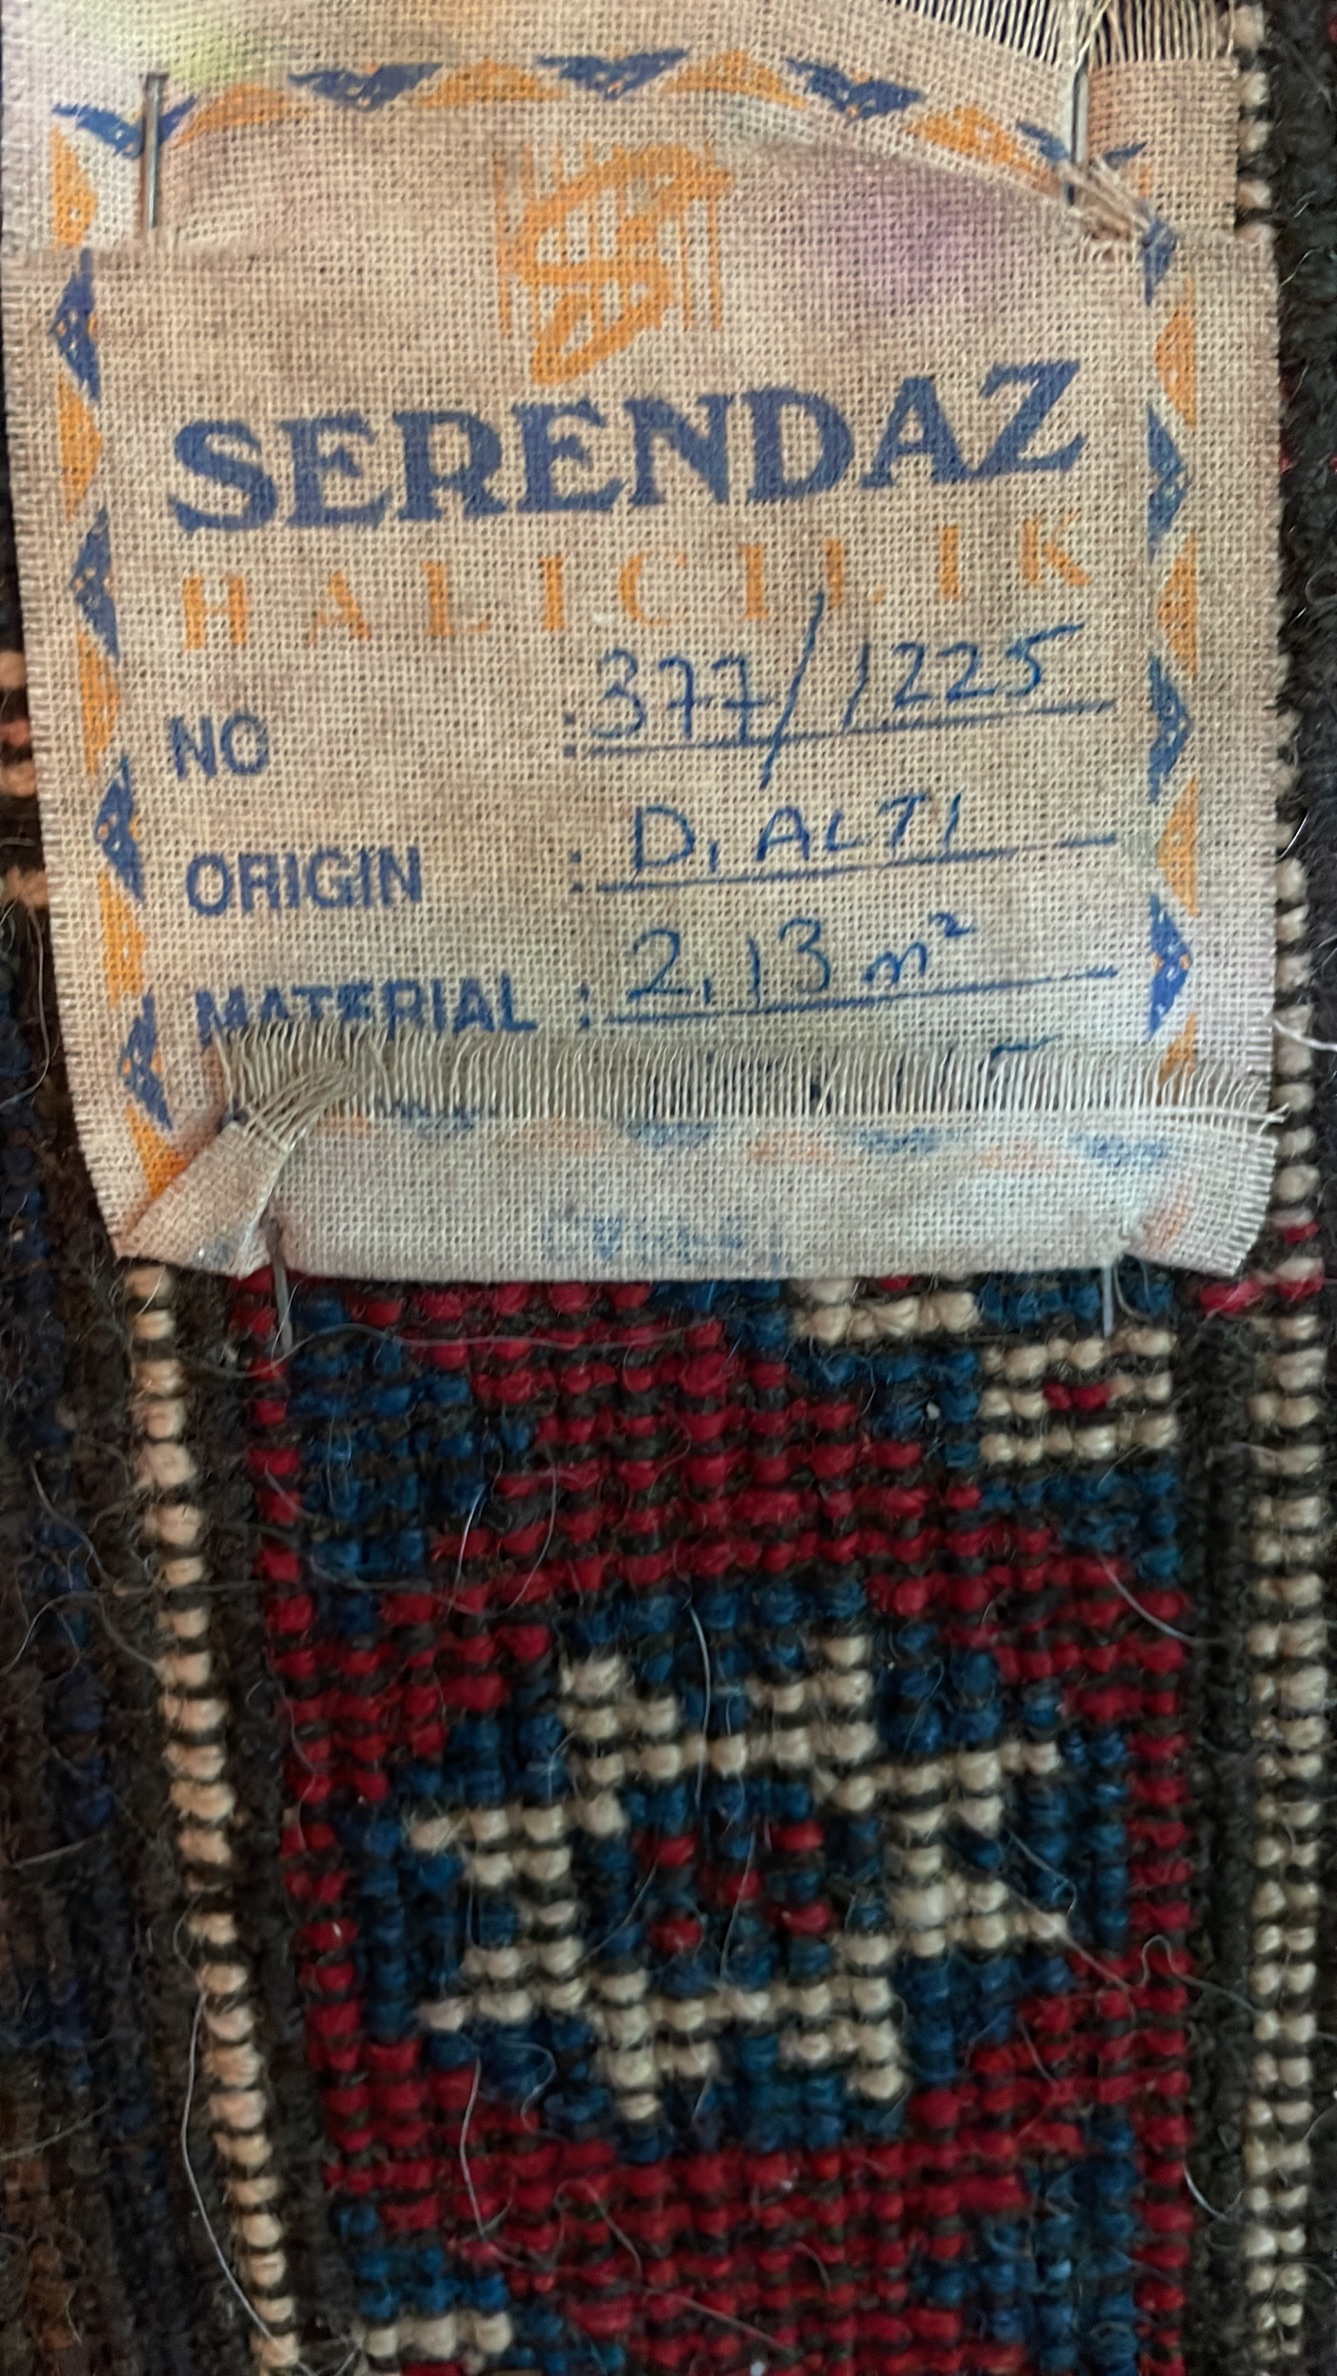 SERENDAZ
HALICILIK
NO : 377/1225
ORIGIN : D. ALTI
MATERIAL : 2.13 m²